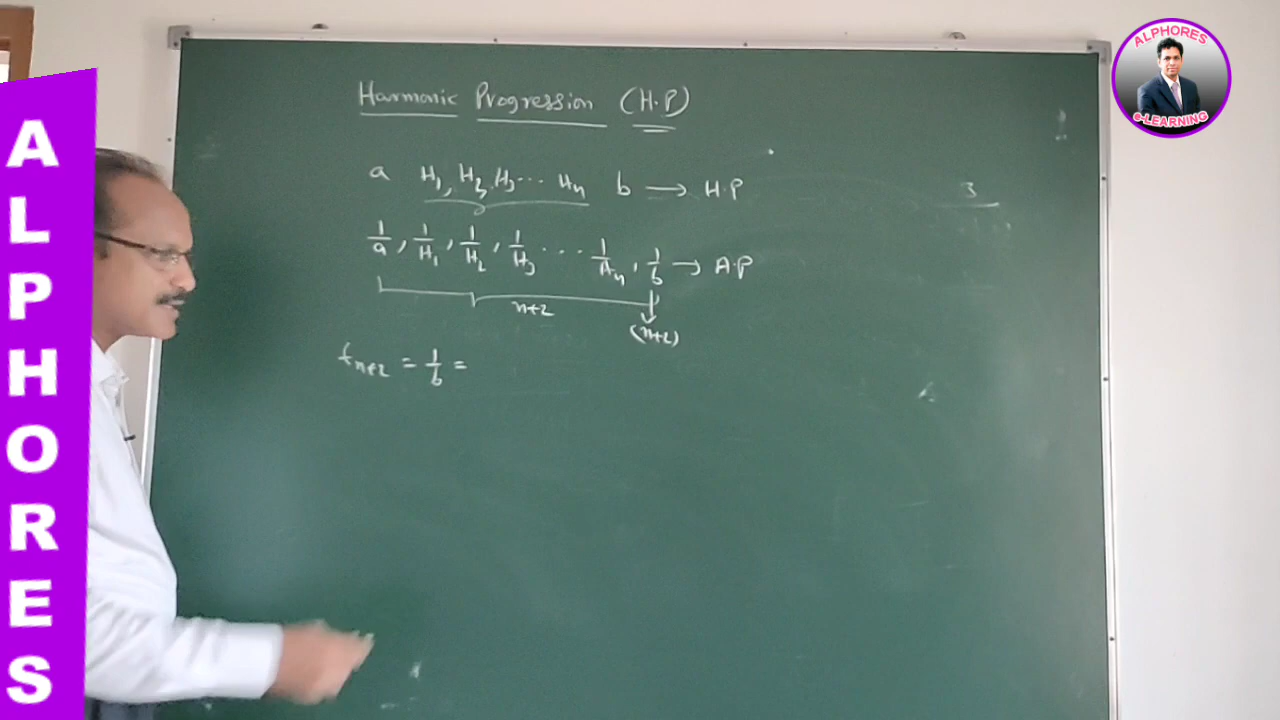 ALPHORES
ALPHORES
e-LEARNING
Harmonic Progression (H.P)
a H₁, H₂, H₃ ... Hₙ b → H.P
3
1/a, 1/H₁, 1/H₂, 1/H₃ ... 1/Hₙ, 1/b → A.P
n+2
(n+2)
tₙ₊₂ = 1/b =